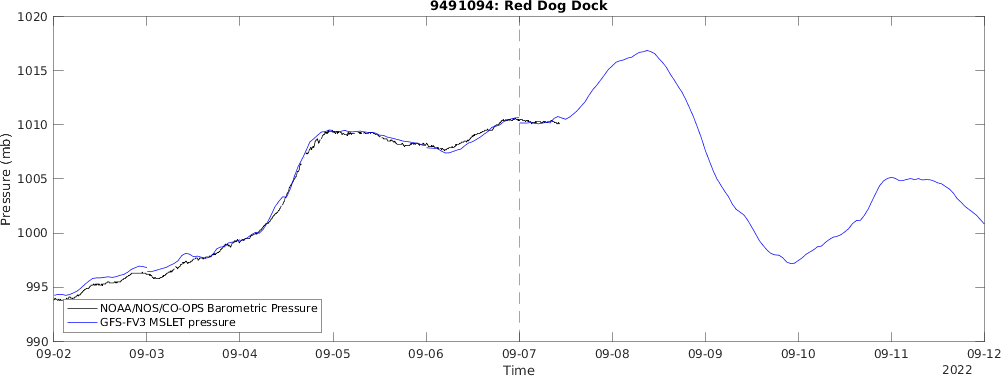 9491094: Red Dog Dock
1020
1015
1010
1005
1000
995
990
Pressure (mb)
NOAA/NOS/CO-OPS Barometric Pressure
GFS-FV3 MSLET pressure
09-02 09-03 09-04 09-05 09-06 09-07 09-08 09-09 09-10 09-11 09-12
Time
2022